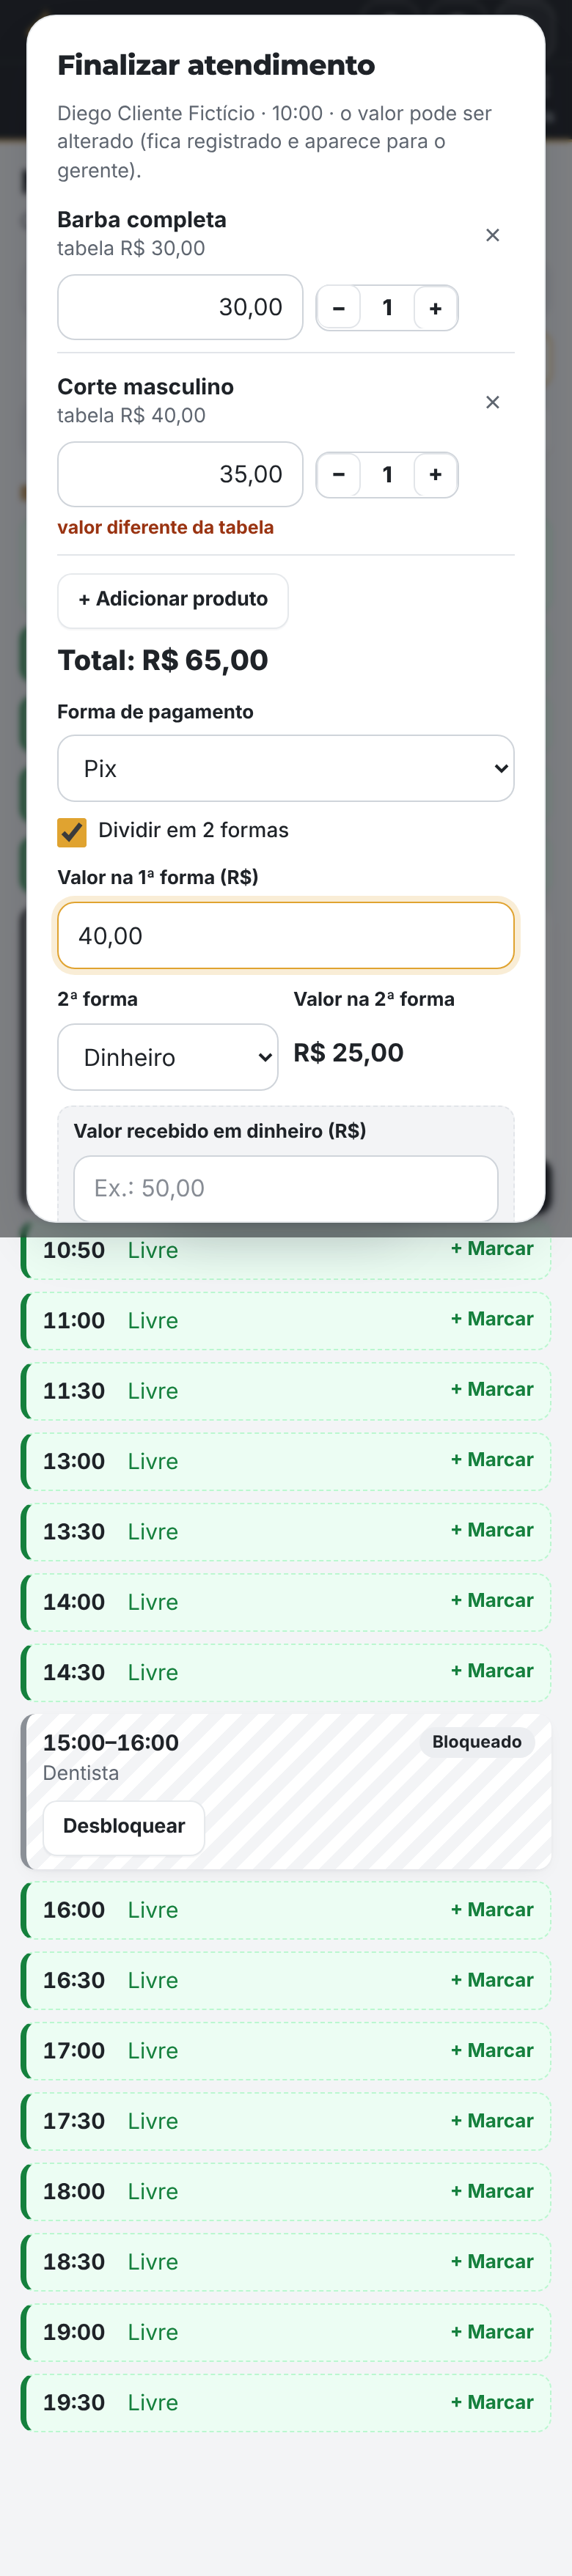 Finalizar atendimento
Diego Cliente Fictício · 10:00 · o valor pode ser
alterado (fica registrado e aparece para o
gerente).
Barba completa
tabela R$ 30,00
×
30,00
− 1 +
Corte masculino
tabela R$ 40,00
×
35,00
− 1 +
valor diferente da tabela
+ Adicionar produto
Total: R$ 65,00
Forma de pagamento
Pix
Dividir em 2 formas
Valor na 1ª forma (R$)
40,00
2ª forma
Valor na 2ª forma
Dinheiro
R$ 25,00
Valor recebido em dinheiro (R$)
Ex.: 50,00
10:50 Livre + Marcar
11:00 Livre + Marcar
11:30 Livre + Marcar
13:00 Livre + Marcar
13:30 Livre + Marcar
14:00 Livre + Marcar
14:30 Livre + Marcar
15:00–16:00 Bloqueado
Dentista
Desbloquear
16:00 Livre + Marcar
16:30 Livre + Marcar
17:00 Livre + Marcar
17:30 Livre + Marcar
18:00 Livre + Marcar
18:30 Livre + Marcar
19:00 Livre + Marcar
19:30 Livre + Marcar